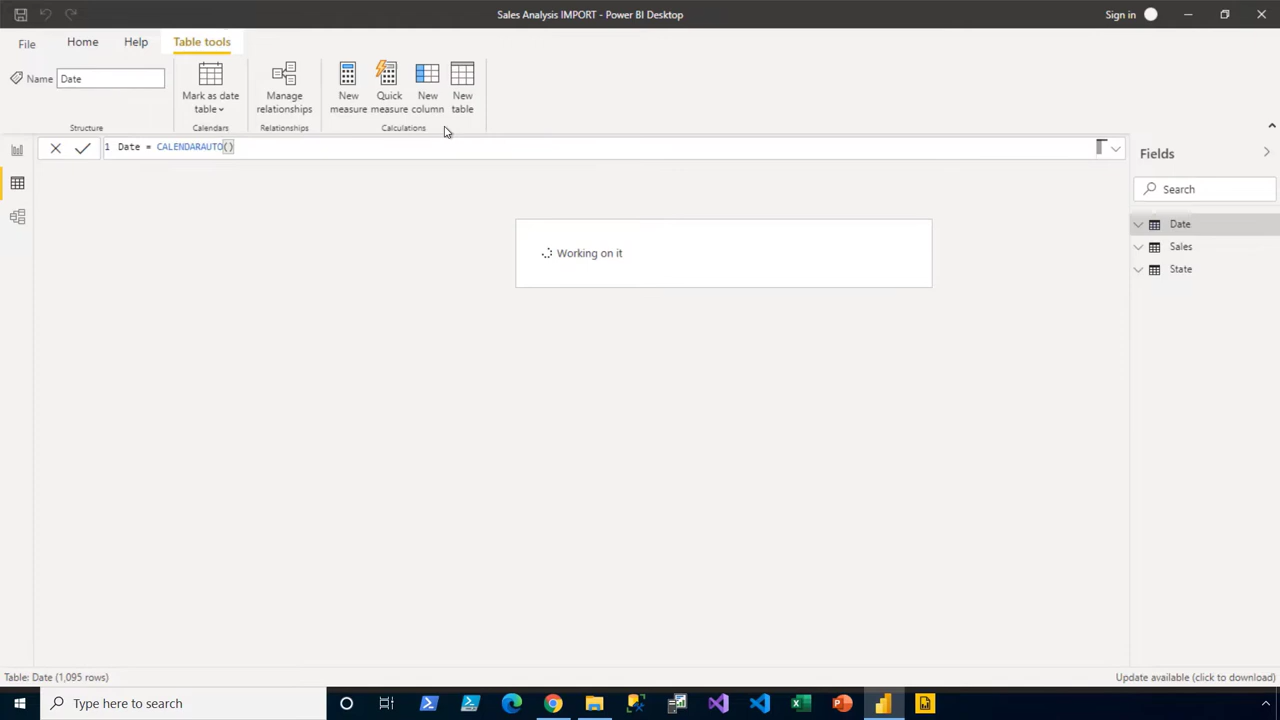 Sales Analysis IMPORT - Power BI Desktop
Sign in
File
Home
Help
Table tools
Name
Date
Mark as date
table
Manage
relationships
New
measure
Quick
measure
New
column
New
table
Structure
Calendars
Relationships
Calculations
1 Date = CALENDARAUTO()
Fields
Search
Date
Sales
State
Working on it
Table: Date (1,095 rows)
Update available (click to download)
Type here to search